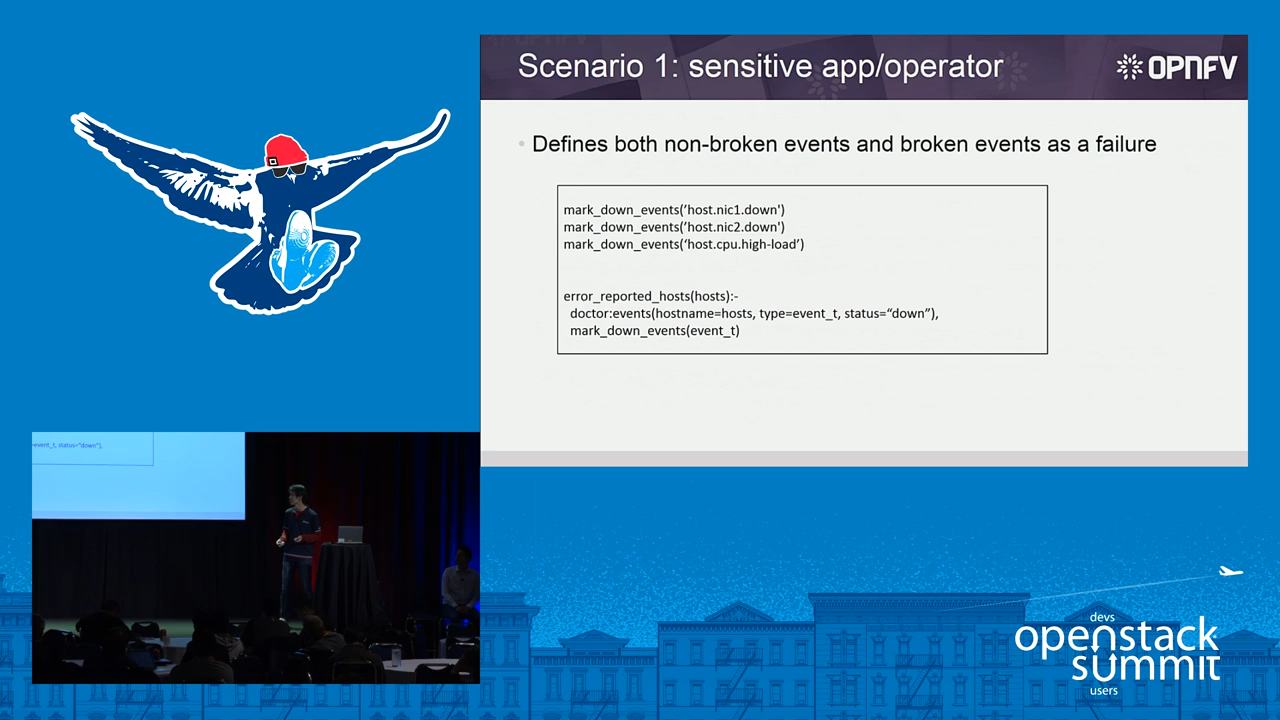 Scenario 1: sensitive app/operator
OPNFV
• Defines both non-broken events and broken events as a failure
mark_down_events(’host.nic1.down')
mark_down_events(’host.nic2.down')
mark_down_events(‘host.cpu.high-load’)
error_reported_hosts(hosts):-
doctor:events(hostname=hosts, type=event_t, status=“down”),
mark_down_events(event_t)
=event_t, status=“down”),
devs
openstack
summit
users